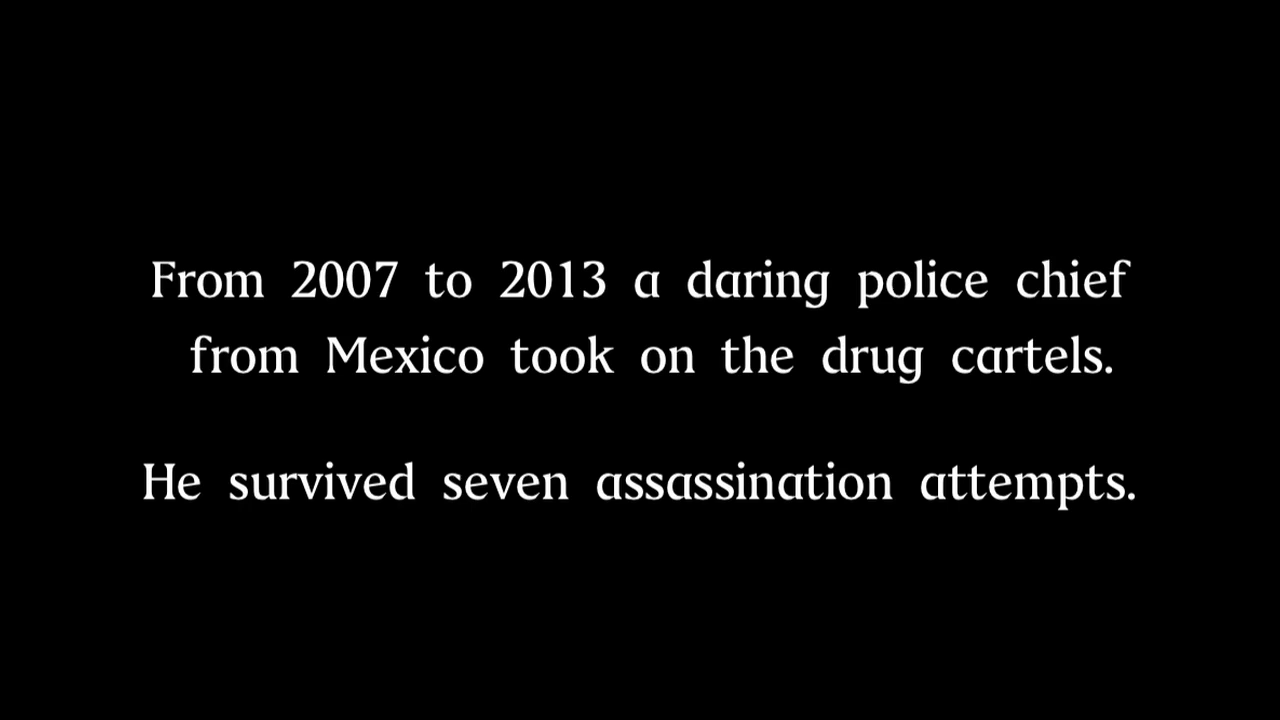 From 2007 to 2013 a daring police chief
from Mexico took on the drug cartels.
He survived seven assassination attempts.